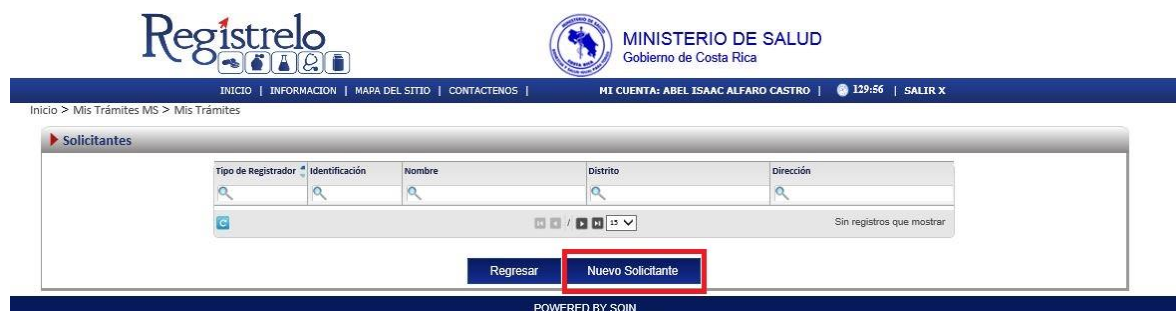 Regístrelo
MINISTERIO DE SALUD
Gobierno de Costa Rica
INICIO | INFORMACION | MAPA DEL SITIO | CONTACTENOS | MI CUENTA: ABEL ISAAC ALFARO CASTRO | 129:56 | SALIR X
Inicio > Mis Trámites MS > Mis Trámites
Solicitantes
Tipo de Registrador Identificación Nombre Distrito Dirección
/ 15 Sin registros que mostrar
Regresar Nuevo Solicitante
POWERED BY SOIN